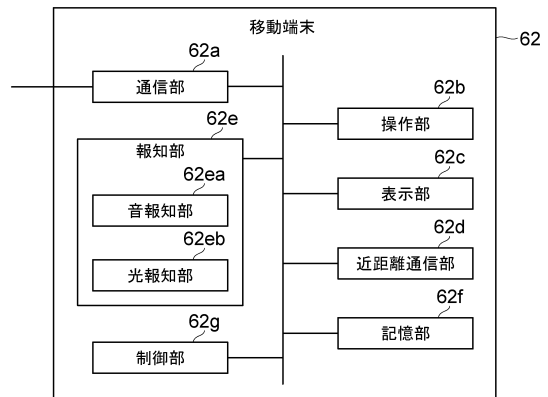 移動端末
62
62a
通信部
62b
操作部
62e
報知部
62c
表示部
62ea
音報知部
62d
近距離通信部
62eb
光報知部
62f
記憶部
62g
制御部